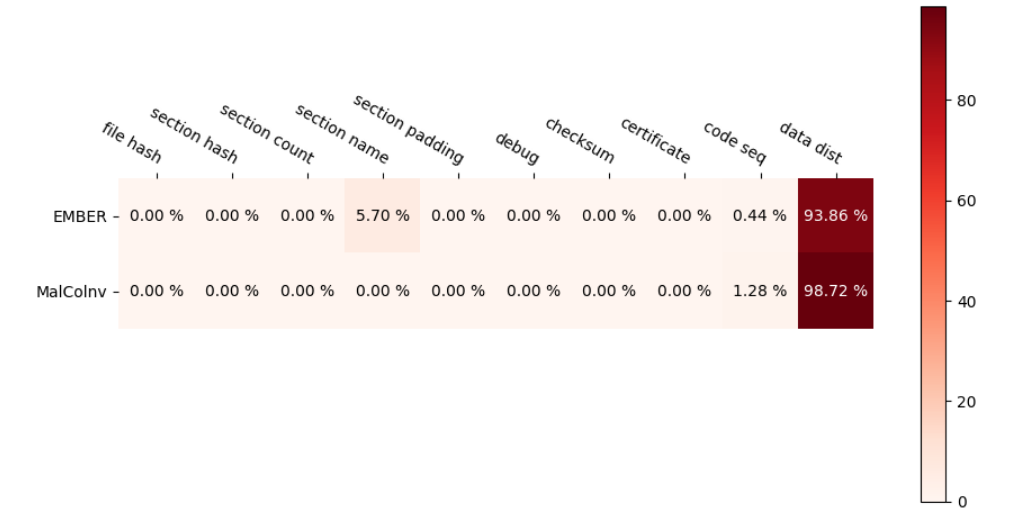 file hash
section hash
section count
section name
section padding
debug
checksum
certificate
code seq
data dist
EMBER 0.00 % 0.00 % 0.00 % 5.70 % 0.00 % 0.00 % 0.00 % 0.00 % 0.44 % 93.86 %
MalColnv 0.00 % 0.00 % 0.00 % 0.00 % 0.00 % 0.00 % 0.00 % 0.00 % 1.28 % 98.72 %
80
60
40
20
0